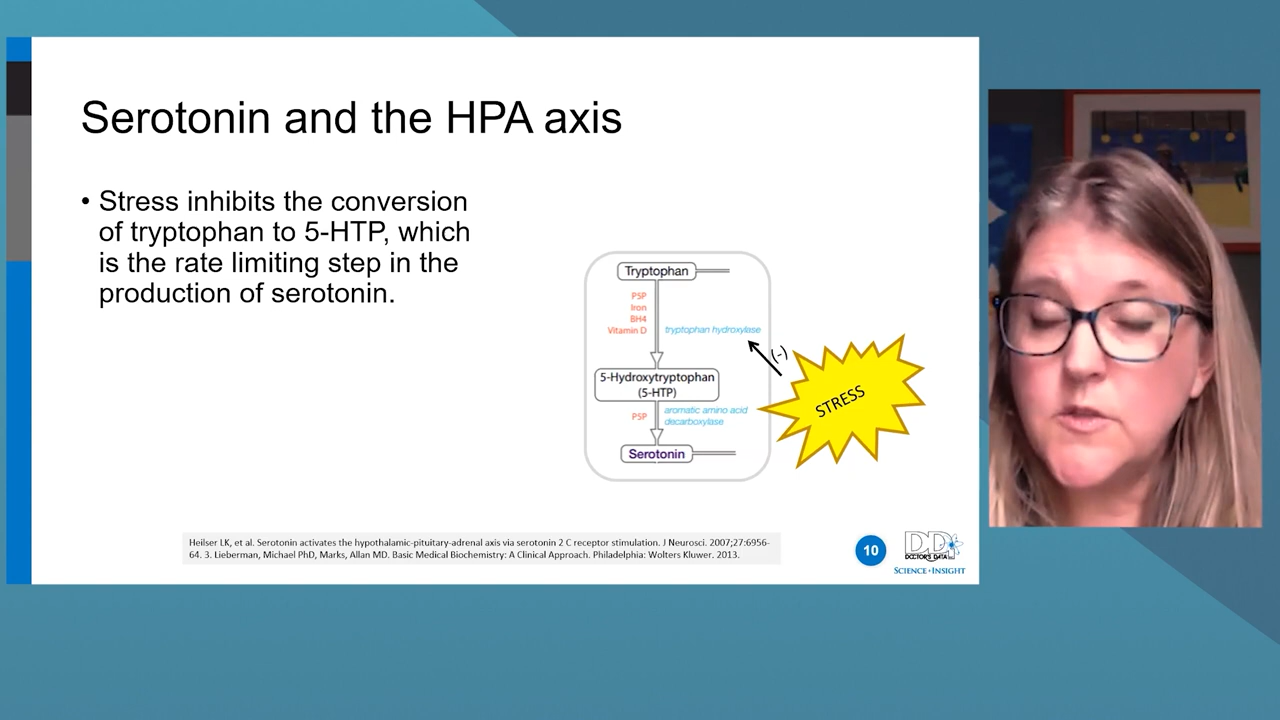 Serotonin and the HPA axis
• Stress inhibits the conversion
of tryptophan to 5-HTP, which
is the rate limiting step in the
production of serotonin.
Tryptophan
P5P
Iron
BH4
Vitamin D
tryptophan hydroxylase
(-)
STRESS
5-Hydroxytryptophan
(5-HTP)
P5P
aromatic amino acid
decarboxylase
Serotonin
Heilser LK, et al. Serotonin activates the hypothalamic-pituitary-adrenal axis via serotonin 2 C receptor stimulation. J Neurosci. 2007;27:6956-
64. 3. Lieberman, Michael PhD, Marks, Allan MD. Basic Medical Biochemistry: A Clinical Approach. Philadelphia: Wolters Kluwer. 2013.
10
DDI
DOCTOR'S DATA INC
SCIENCE + INSIGHT